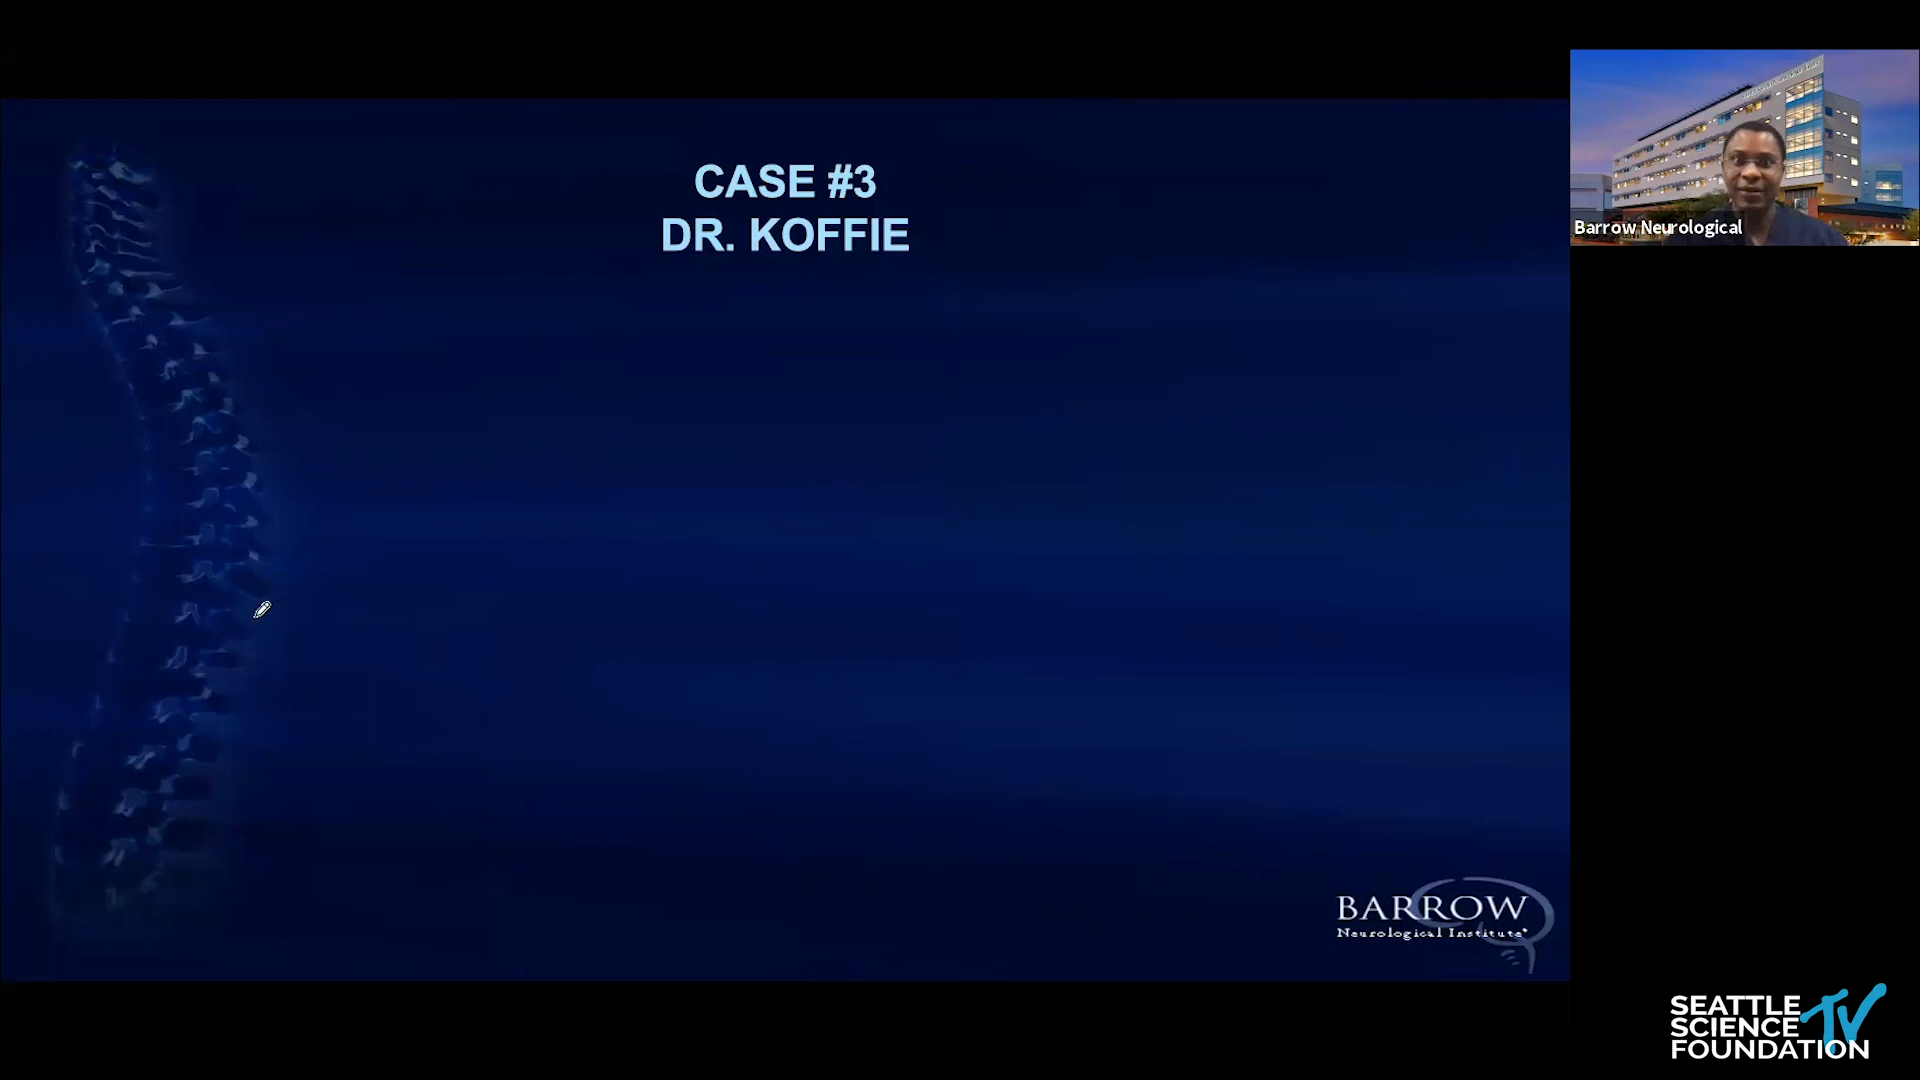 CASE #3
DR. KOFFIE
Barrow Neurological
BARROW
Neurological Institute®
SEATTLE
SCIENCE
FOUNDATION
TV